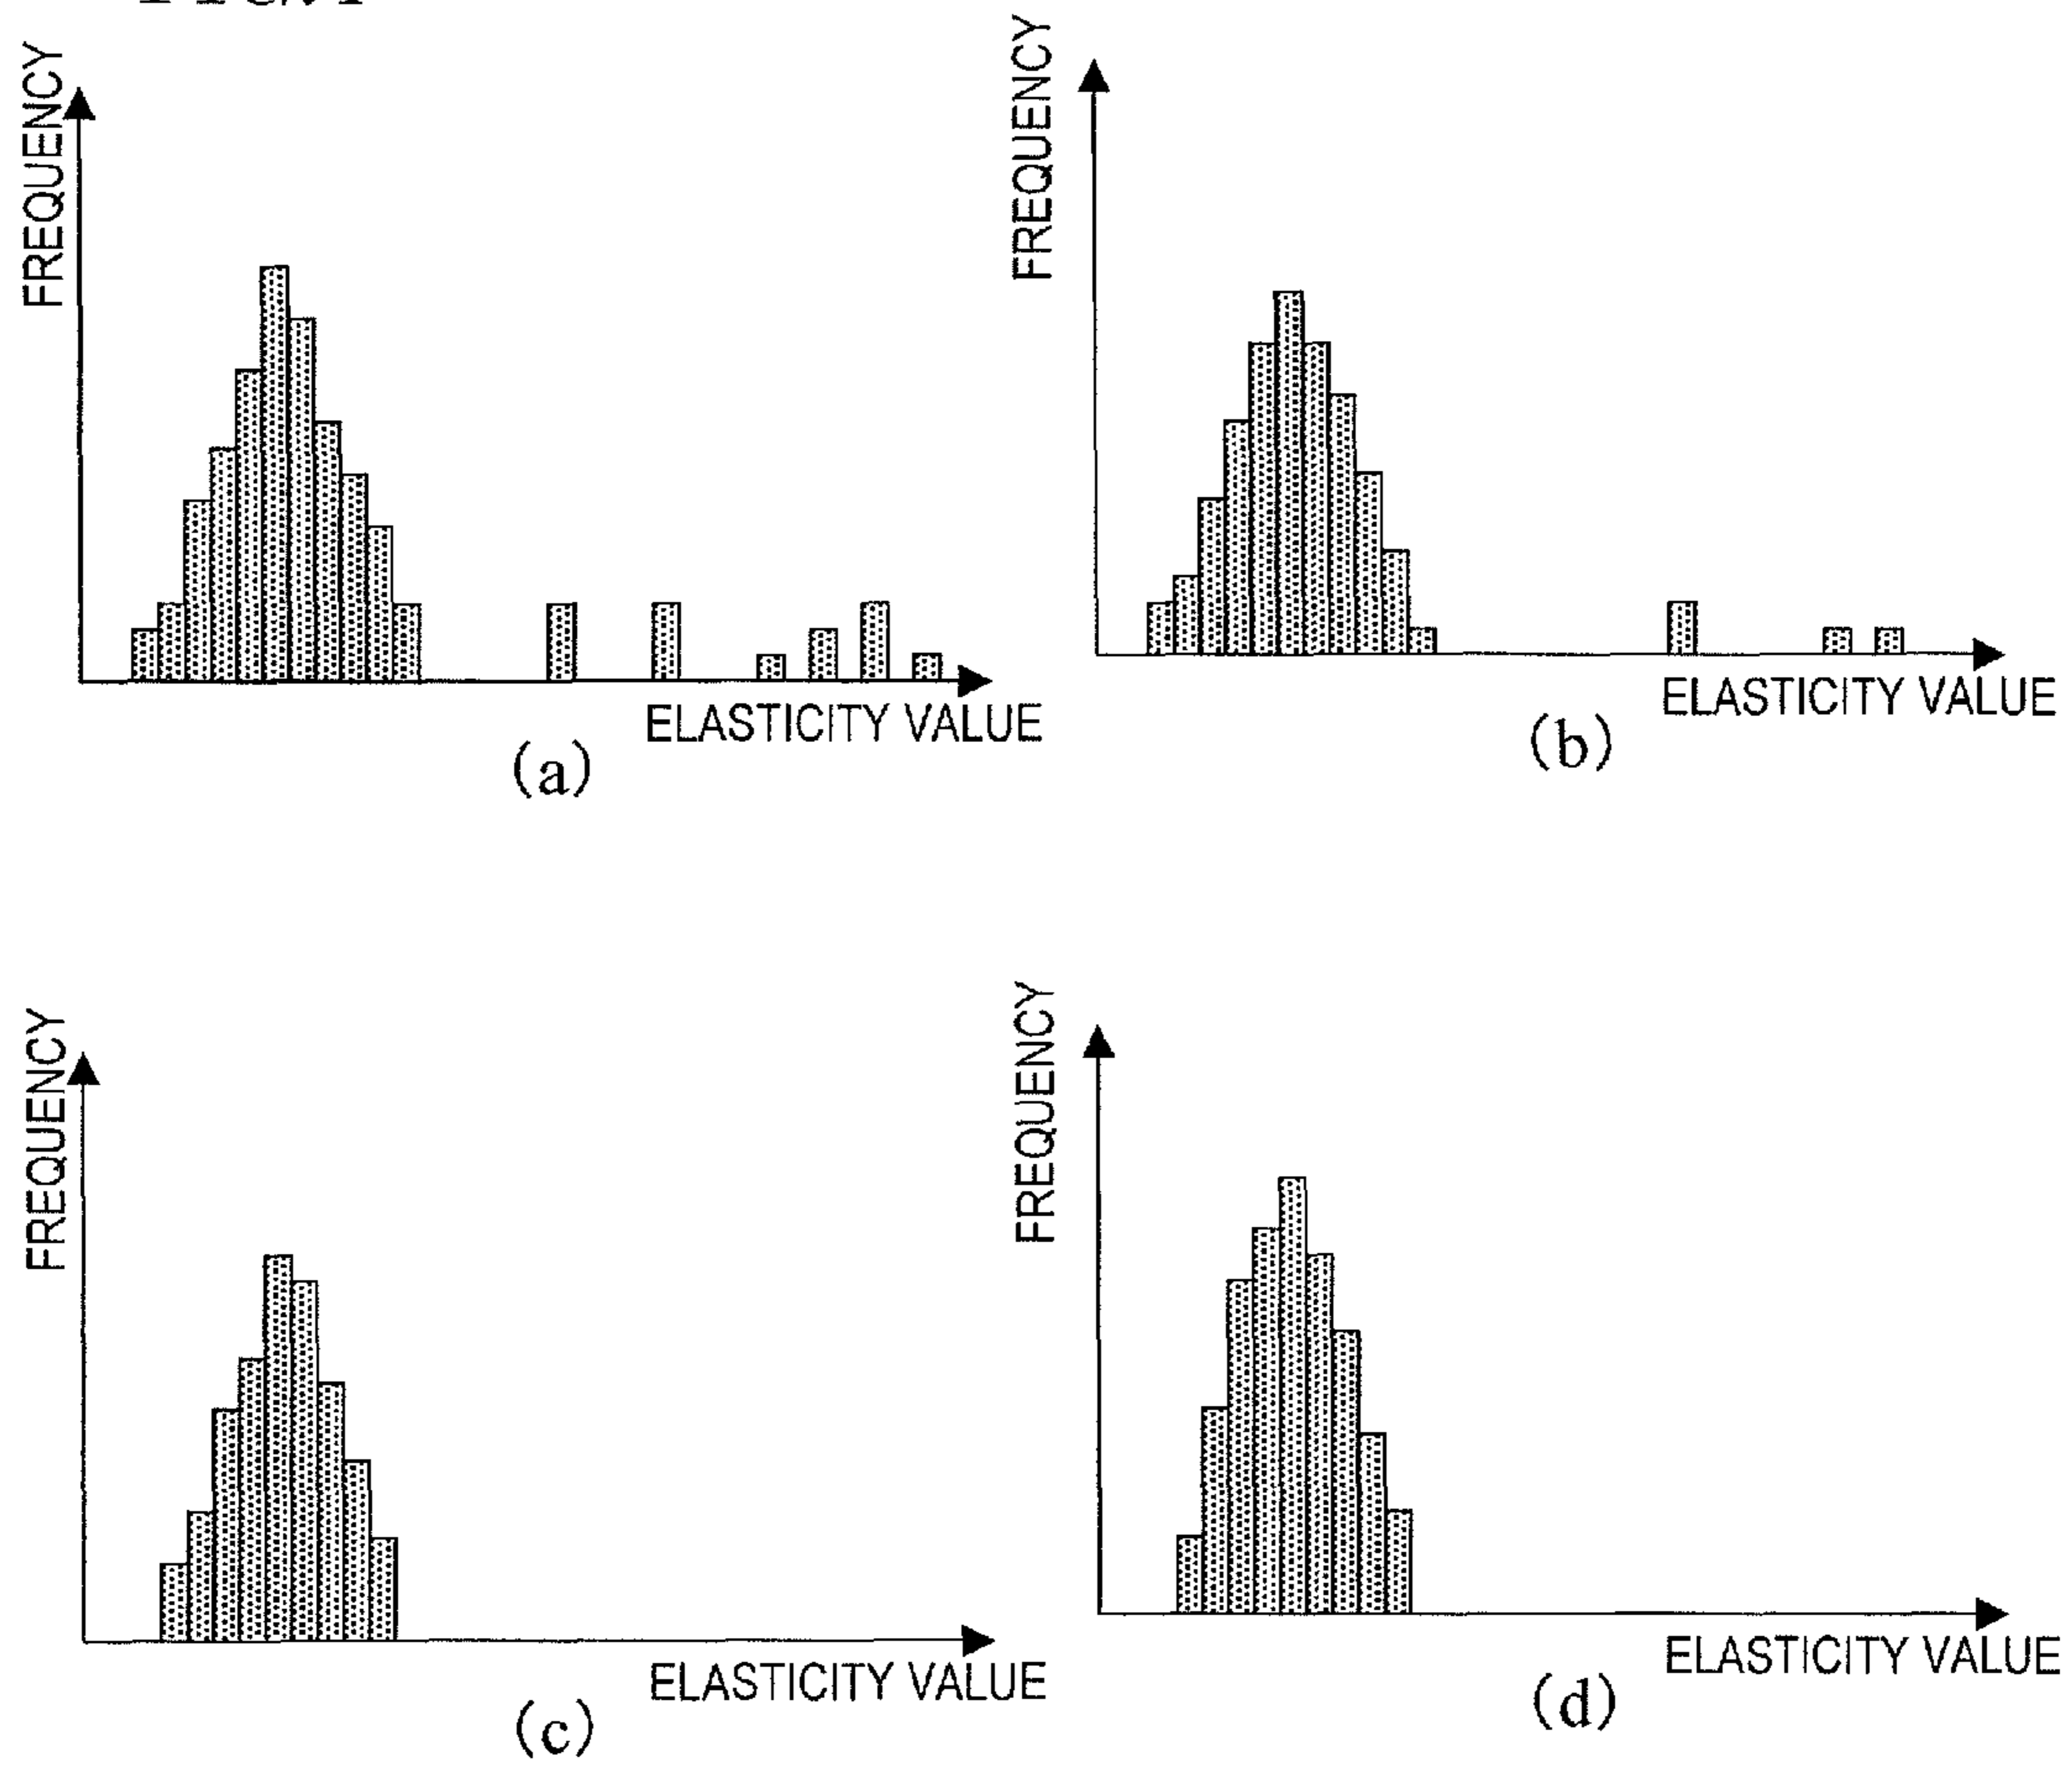 FREQUENCY
ELASTICITY VALUE
(a)
FREQUENCY
ELASTICITY VALUE
(b)
FREQUENCY
ELASTICITY VALUE
(c)
FREQUENCY
ELASTICITY VALUE
(d)